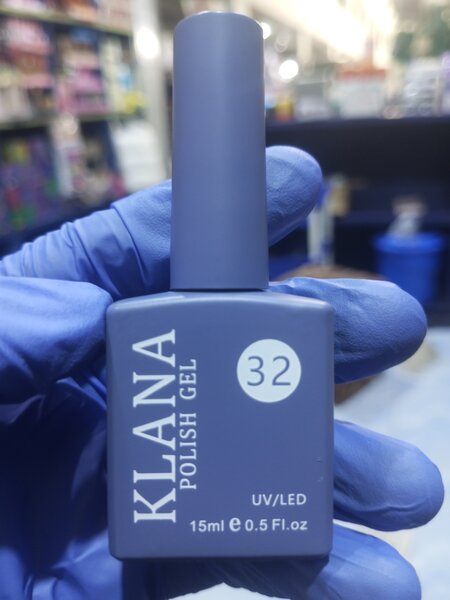 KLANA
POLISH GEL
32
UV/LED
15ml e 0.5 Fl.oz